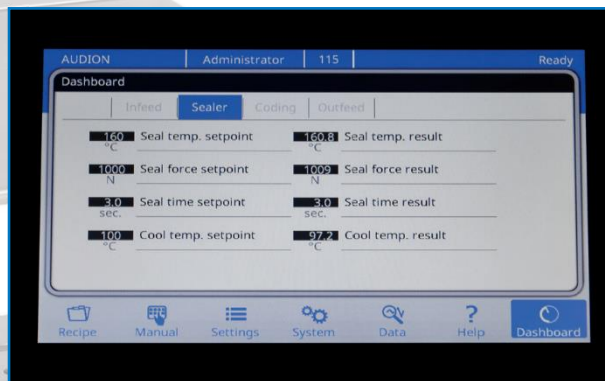 AUDION Administrator 115 Ready
Dashboard
Infeed Sealer Coding Outfeed
160 °C Seal temp. setpoint 160.8 °C Seal temp. result
1000 N Seal force setpoint 1009 N Seal force result
3.0 sec. Seal time setpoint 3.0 sec. Seal time result
100 °C Cool temp. setpoint 97.2 °C Cool temp. result
Recipe Manual Settings System Data Help Dashboard